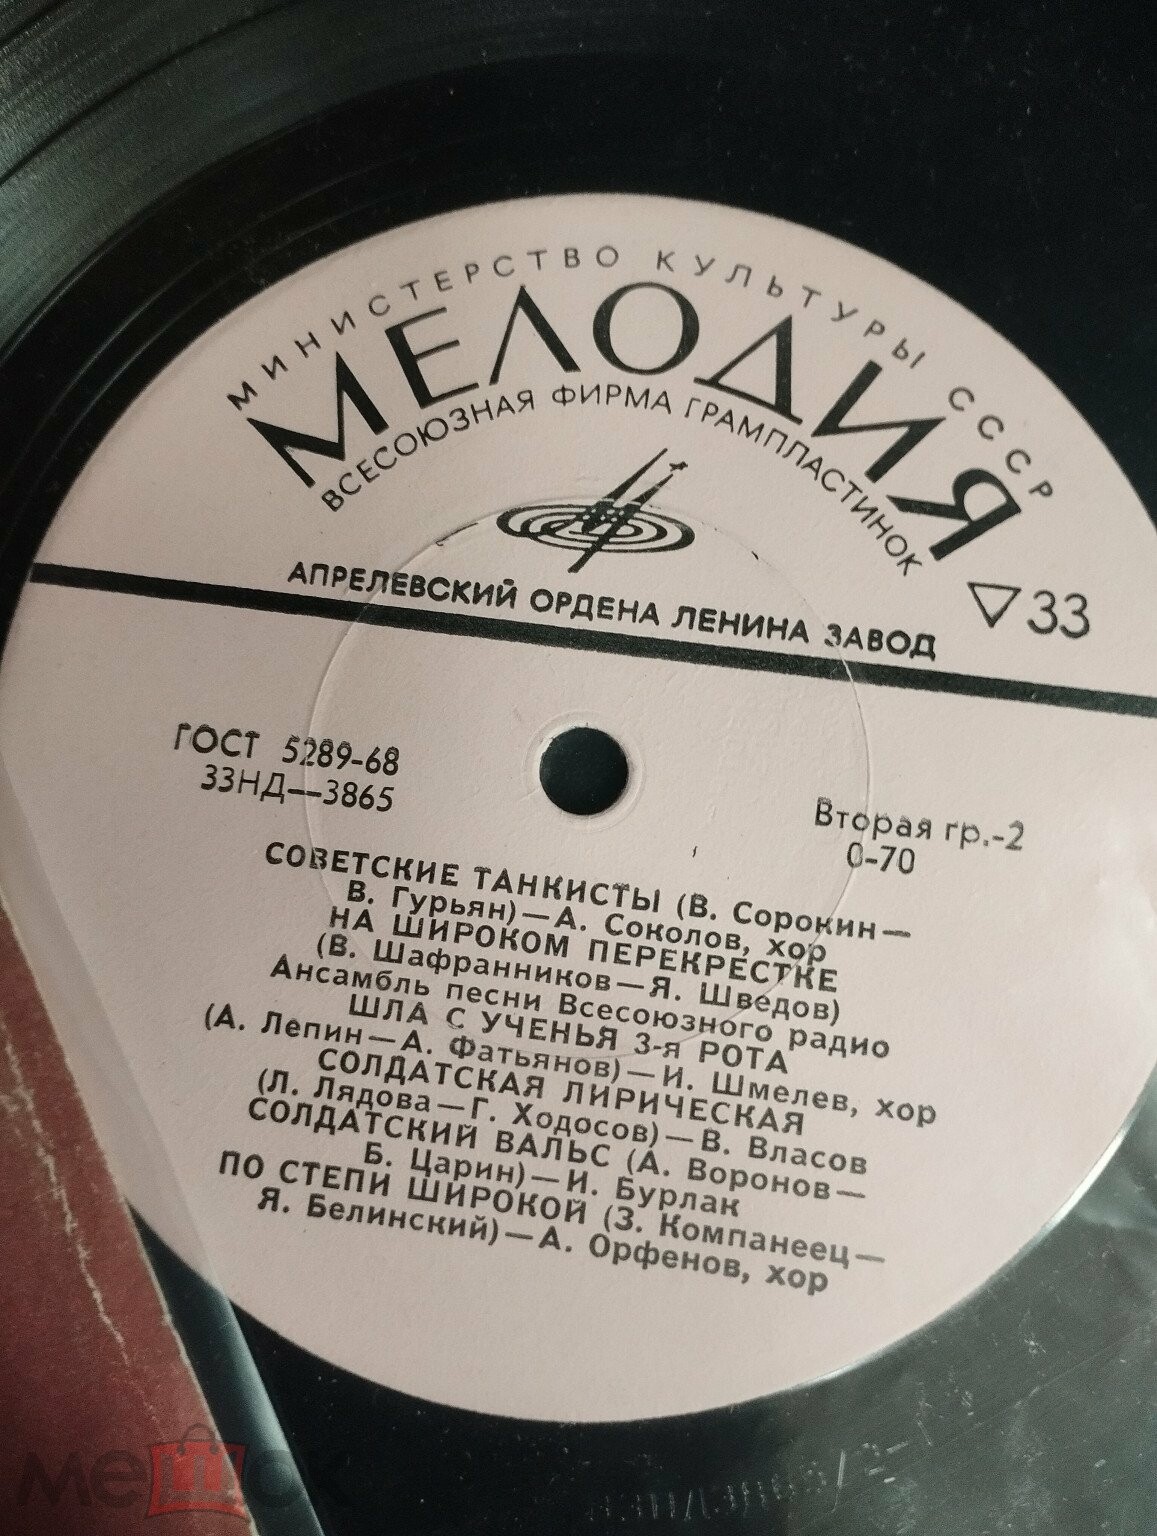 МИНИСТЕРСТВО КУЛЬТУРЫ СССР
МЕЛОДИЯ
ВСЕСОЮЗНАЯ ФИРМА ГРАМПЛАСТИНОК
АПРЕЛЕВСКИЙ ОРДЕНА ЛЕНИНА ЗАВОД
33
ГОСТ 5289-68
33НД—3865
Вторая гр.-2
0-70
СОВЕТСКИЕ ТАНКИСТЫ (В. Сорокин—
В. Гурьян)—А. Соколов, хор
НА ШИРОКОМ ПЕРЕКРЕСТКЕ
(В. Шафранников—Я. Шведов)
Ансамбль песни Всесоюзного радио
ШЛА С УЧЕНЬЯ 3-я РОТА
(А. Лепин—А. Фатьянов)—И. Шмелев, хор
СОЛДАТСКАЯ ЛИРИЧЕСКАЯ
(Л. Лядова—Г. Ходосов)—В. Власов
СОЛДАТСКИЙ ВАЛЬС (А. Воронов—
Б. Царин)—И. Бурлак
ПО СТЕПИ ШИРОКОЙ (З. Компанеец—
Я. Белинский)—А. Орфенов, хор
мешок